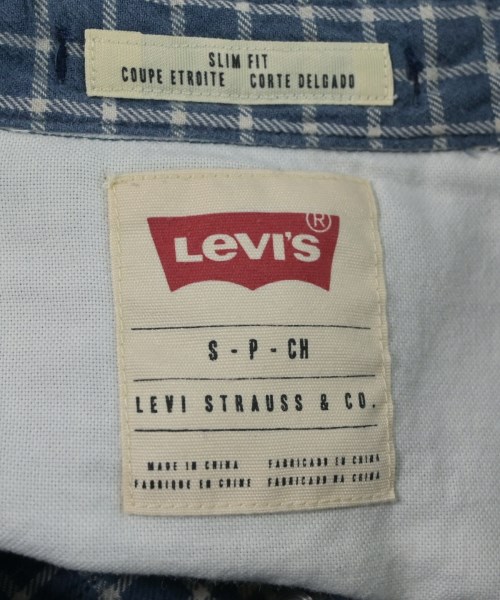 SLIM FIT
COUPE ETROITE CORTE DELGADO
LEVI'S®
S - P - CH
LEVI STRAUSS & CO.
MADE IN CHINA FABRICADO EN CHINA
FABRIQUE EN CHINE FABRICADO NA CHINA